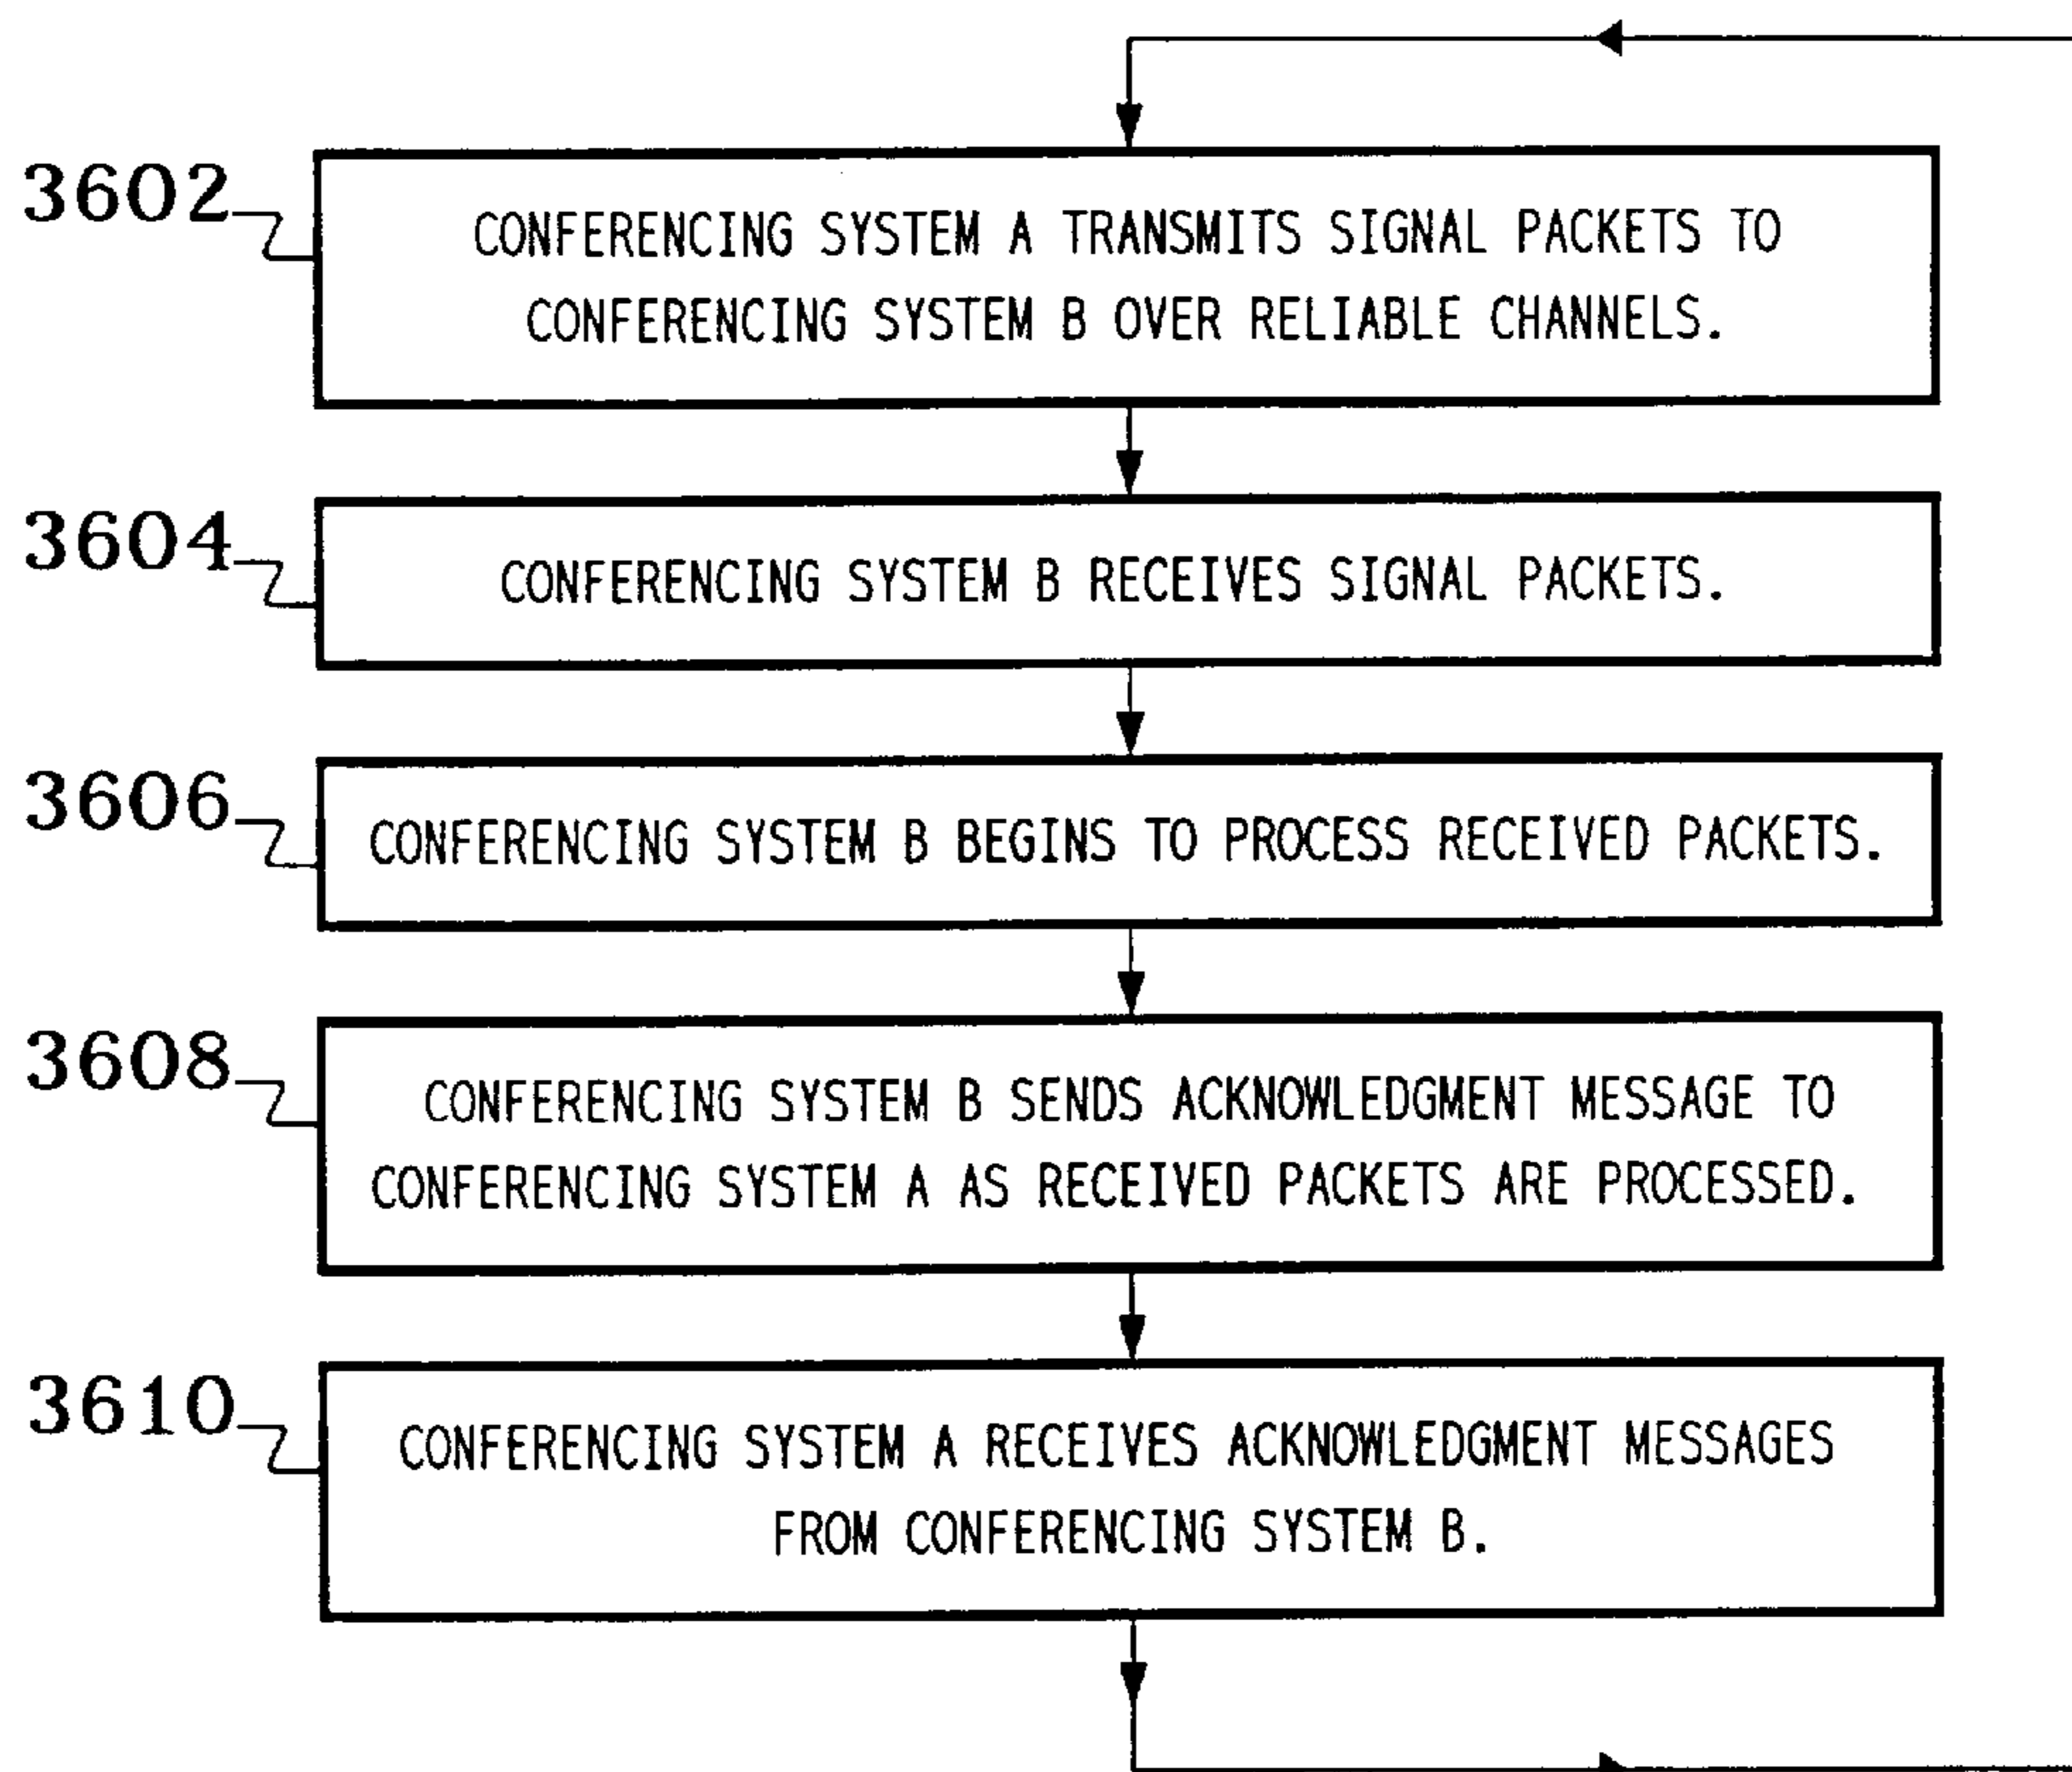 3602
CONFERENCING SYSTEM A TRANSMITS SIGNAL PACKETS TO
CONFERENCING SYSTEM B OVER RELIABLE CHANNELS.
3604
CONFERENCING SYSTEM B RECEIVES SIGNAL PACKETS.
3606
CONFERENCING SYSTEM B BEGINS TO PROCESS RECEIVED PACKETS.
3608
CONFERENCING SYSTEM B SENDS ACKNOWLEDGMENT MESSAGE TO
CONFERENCING SYSTEM A AS RECEIVED PACKETS ARE PROCESSED.
3610
CONFERENCING SYSTEM A RECEIVES ACKNOWLEDGMENT MESSAGES
FROM CONFERENCING SYSTEM B.